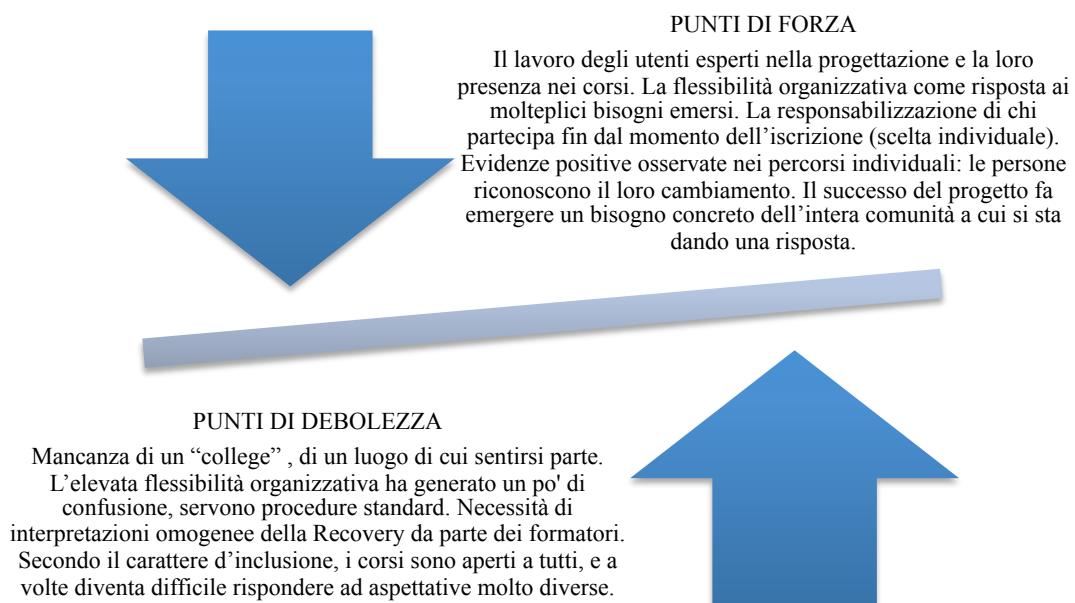 PUNTI DI FORZA
Il lavoro degli utenti esperti nella progettazione e la loro
presenza nei corsi. La flessibilità organizzativa come risposta ai
molteplici bisogni emersi. La responsabilizzazione di chi
partecipa fin dal momento dell’iscrizione (scelta individuale).
Evidenze positive osservate nei percorsi individuali: le persone
riconoscono il loro cambiamento. Il successo del progetto fa
emergere un bisogno concreto dell’intera comunità a cui si sta
dando una risposta.
PUNTI DI DEBOLEZZA
Mancanza di un “college” , di un luogo di cui sentirsi parte.
L’elevata flessibilità organizzativa ha generato un po' di
confusione, servono procedure standard. Necessità di
interpretazioni omogenee della Recovery da parte dei formatori.
Secondo il carattere d’inclusione, i corsi sono aperti a tutti, e a
volte diventa difficile rispondere ad aspettative molto diverse.